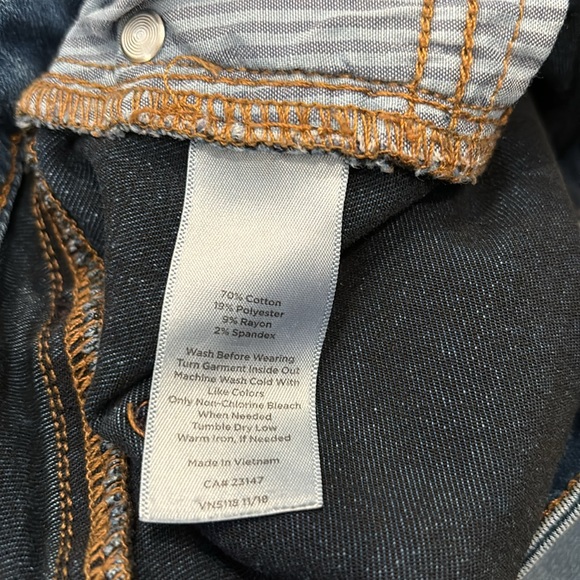 70% Cotton
19% Polyester
9% Rayon
2% Spandex
Wash Before Wearing
Turn Garment Inside Out
Machine Wash Cold With
Like Colors
Only Non-Chlorine Bleach
When Needed
Tumble Dry Low
Warm Iron, If Needed
Made in Vietnam
CA# 23147
VN5118 11/18